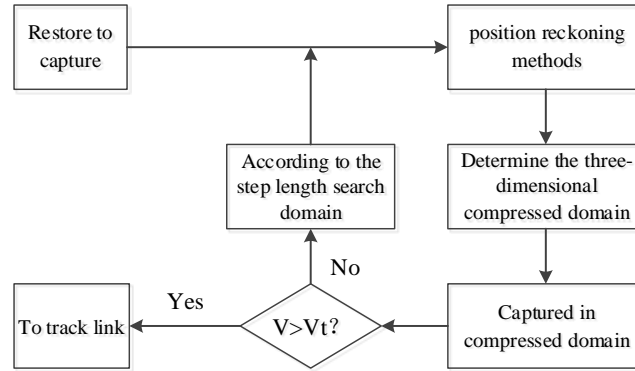 Restore to
capture
position reckoning
methods
According to the
step length search
domain
Determine the three-
dimensional
compressed domain
No
Yes
To track link
V>Vt?
Captured in
compressed
domain